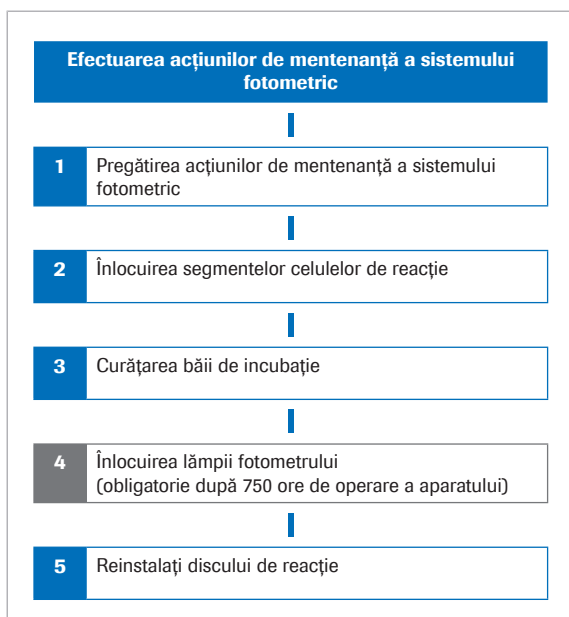 Efectuarea acțiunilor de mentenanță a sistemului
fotometric
1 Pregătirea acțiunilor de mentenanță a sistemului
fotometric
2 Înlocuirea segmentelor celulelor de reacție
3 Curățarea băii de incubație
4 Înlocuirea lămpii fotometrului
(obligatorie după 750 ore de operare a aparatului)
5 Reinstalați discului de reacție